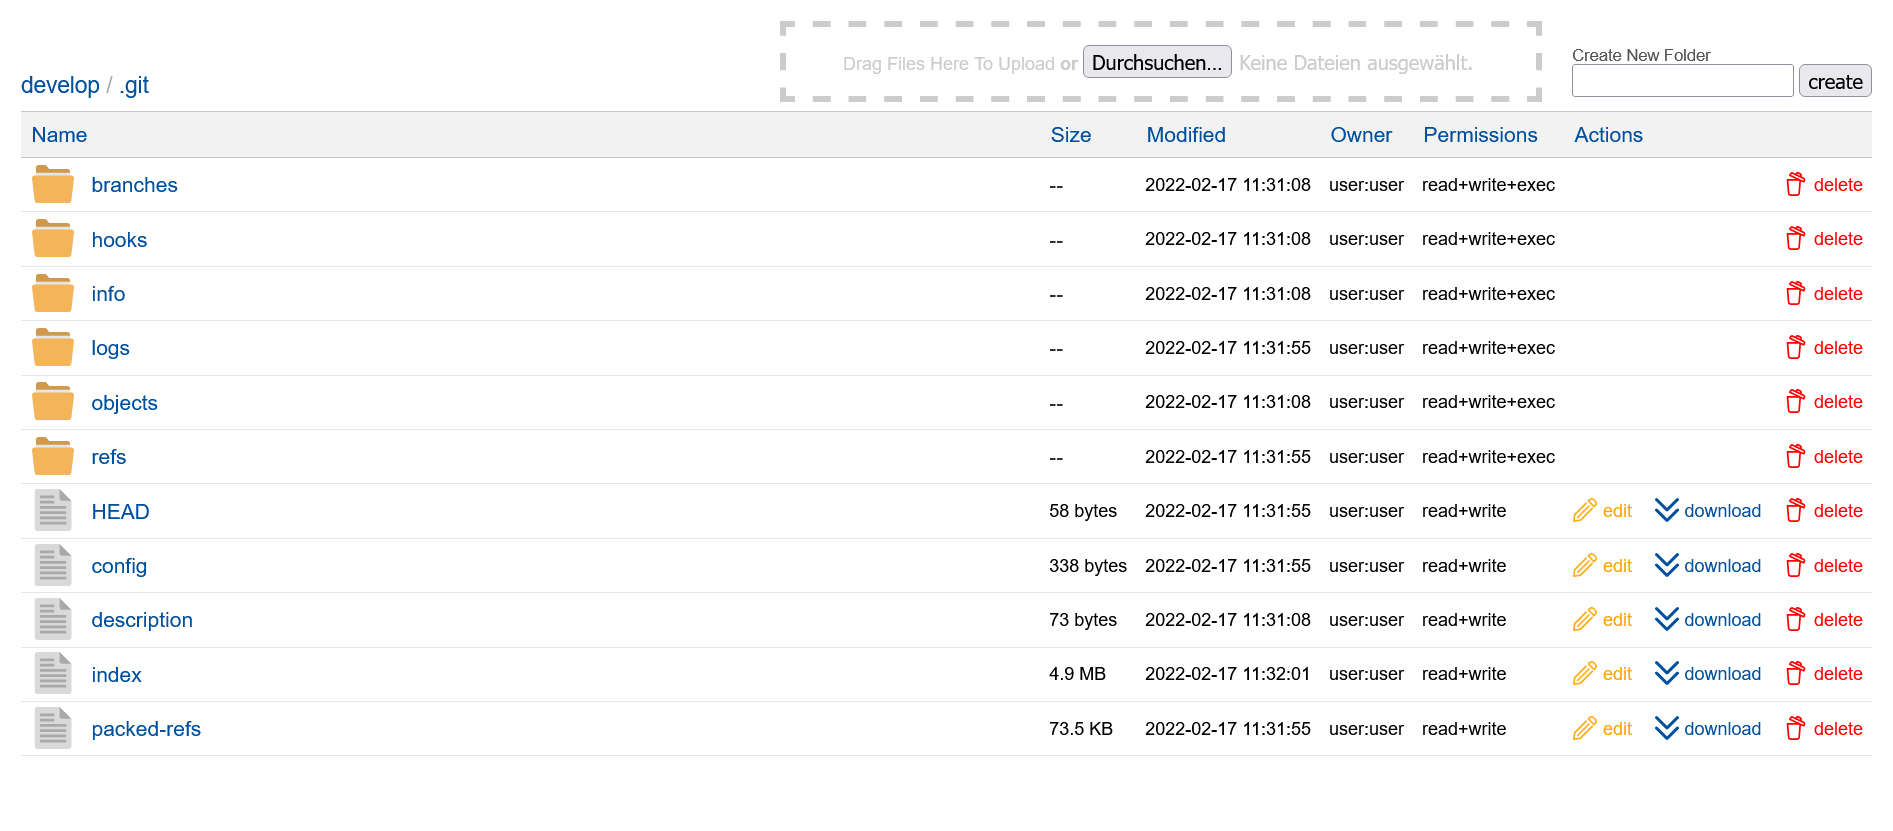 Drag Files Here To Upload or Durchsuchen... Keine Dateien ausgewählt.
Create New Folder
create
develop / .git
Name Size Modified Owner Permissions Actions
branches -- 2022-02-17 11:31:08 user:user read+write+exec delete
hooks -- 2022-02-17 11:31:08 user:user read+write+exec delete
info -- 2022-02-17 11:31:08 user:user read+write+exec delete
logs -- 2022-02-17 11:31:55 user:user read+write+exec delete
objects -- 2022-02-17 11:31:08 user:user read+write+exec delete
refs -- 2022-02-17 11:31:55 user:user read+write+exec delete
HEAD 58 bytes 2022-02-17 11:31:55 user:user read+write edit download delete
config 338 bytes 2022-02-17 11:31:55 user:user read+write edit download delete
description 73 bytes 2022-02-17 11:31:08 user:user read+write edit download delete
index 4.9 MB 2022-02-17 11:32:01 user:user read+write edit download delete
packed-refs 73.5 KB 2022-02-17 11:31:55 user:user read+write edit download delete